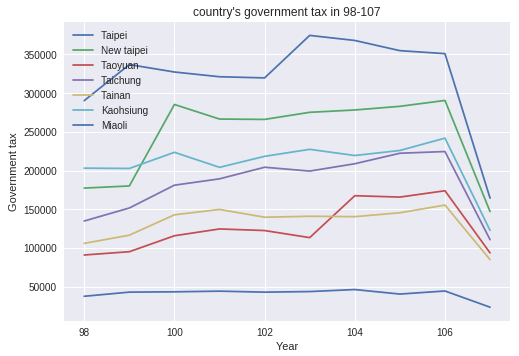 country's government tax in 98-107
Taipei
New taipei
Taoyuan
Taichung
Tainan
Kaohsiung
Miaoli
Government tax
350000
300000
250000
200000
150000
100000
50000
98
100
102
104
106
Year